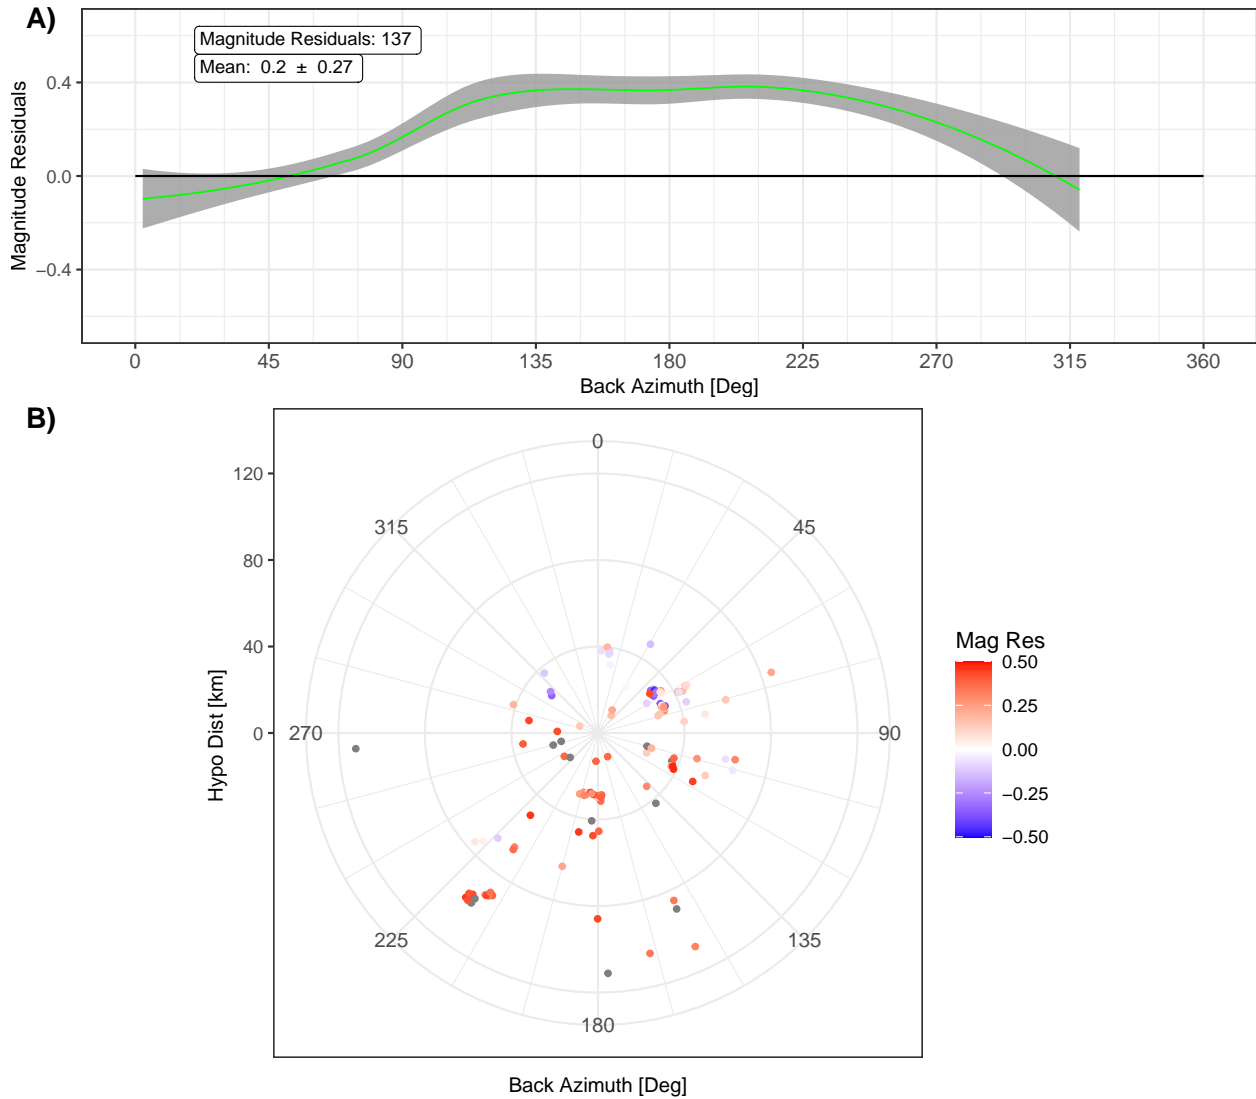 A)
Magnitude Residuals: 137
Mean:  0.2  ±  0.27
Magnitude Residuals
0.4
0.0
−0.4
0 45 90 135 180 225 270 315 360
Back Azimuth [Deg]
B)
Hypo Dist [km]
120
80
40
0
0
45
90
135
180
225
270
315
Back Azimuth [Deg]
Mag Res
0.50
0.25
0.00
−0.25
−0.50